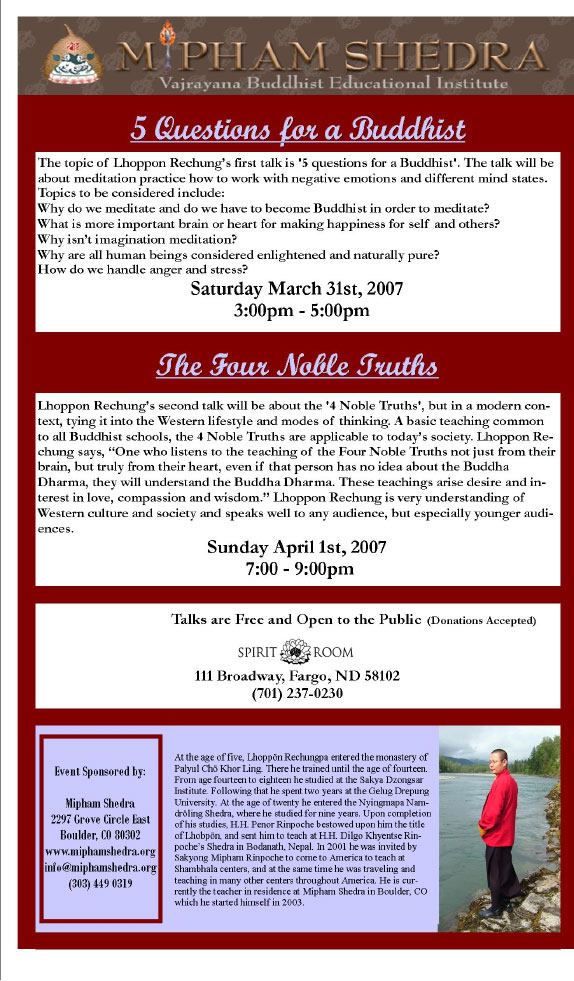 MIPHAM SHEDRA
Vajrayana Buddhist Educational Institute
5 Questions for a Buddhist
The topic of Lhoppon Rechung's first talk is '5 questions for a Buddhist'. The talk will be
about meditation practice how to work with negative emotions and different mind states.
Topics to be considered include:
Why do we meditate and do we have to become Buddhist in order to meditate?
What is more important brain or heart for making happiness for self and others?
Why isn't imagination meditation?
Why are all human beings considered enlightened and naturally pure?
How do we handle anger and stress?
Saturday March 31st, 2007
3:00pm - 5:00pm
The Four Noble Truths
Lhoppon Rechung's second talk will be about the '4 Noble Truths', but in a modern con-
text, tying it into the Western lifestyle and modes of thinking. A basic teaching common
to all Buddhist schools, the 4 Noble Truths are applicable to today's society. Lhoppon Re-
chung says, "One who listens to the teaching of the Four Noble Truths not just from their
brain, but truly from their heart, even if that person has no idea about the Buddha
Dharma, they will understand the Buddha Dharma. These teachings arise desire and in-
terest in love, compassion and wisdom." Lhoppon Rechung is very understanding of
Western culture and society and speaks well to any audience, but especially younger audi-
ences.
Sunday April 1st, 2007
7:00 - 9:00pm
Talks are Free and Open to the Public (Donations Accepted)
SPIRIT ROOM
111 Broadway, Fargo, ND 58102
(701) 237-0230
Event Sponsored by:
Mipham Shedra
2297 Grove Circle East
Boulder, CO 80302
www.miphamshedra.org
info@miphamshedra.org
(303) 449 0319
At the age of five, Lhoppön Rechungpa entered the monastery of
Palyul Chö Khor Ling. There he trained until the age of fourteen.
From age fourteen to eighteen he studied at the Sakya Dzongsar
Institute. Following that he spent two years at the Gelug Drepung
University. At the age of twenty he entered the Nyingmapa Nam-
dröling Shedra, where he studied for nine years. Upon completion
of his studies, H.H. Penor Rinpoche bestowed upon him the title
of Lhobpön, and sent him to teach at H.H. Dilgo Khyentse Rin-
poche's Shedra in Bodanath, Nepal. In 2001 he was invited by
Sakyong Mipham Rinpoche to come to America to teach at
Shambhala centers, and at the same time he was traveling and
teaching in many other centers throughout America. He is cur-
rently the teacher in residence at Mipham Shedra in Boulder, CO
which he started himself in 2003.